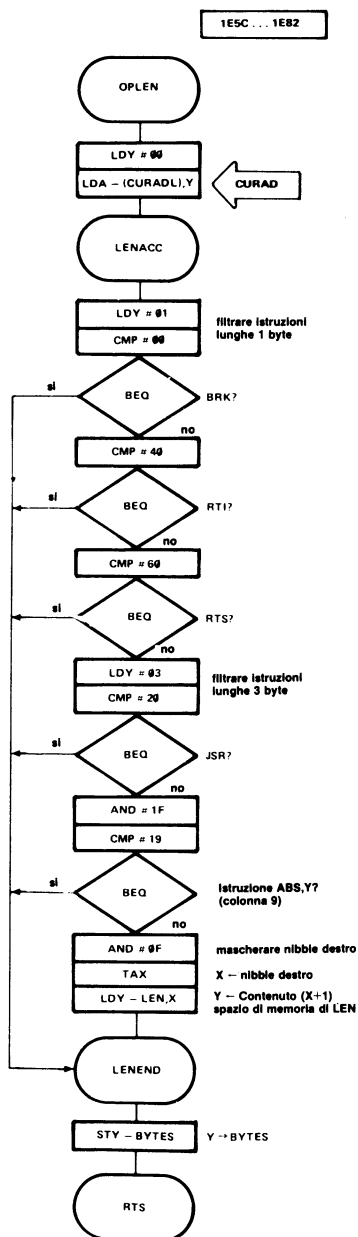 1E5C . . . 1E82
OPLEN
LDY # 00
LDA – (CURADL),Y
CURAD
LENACC
LDY # 01
CMP # 00
filtrare istruzioni
lunghe 1 byte
si
BEQ
BRK?
no
CMP # 40
si
BEQ
RTI?
no
CMP # 60
si
BEQ
RTS?
no
LDY # 03
CMP # 20
filtrare istruzioni
lunghe 3 byte
si
BEQ
JSR?
no
AND # 1F
CMP # 19
si
BEQ
Istruzione ABS,Y?
(colonna 9)
no
AND # 0F
mascherare nibble destro
TAX
X – nibble destro
LDY – LEN,X
Y – Contenuto (X+1)
spazio di memoria di LEN
LENEND
STY – BYTES
Y → BYTES
RTS